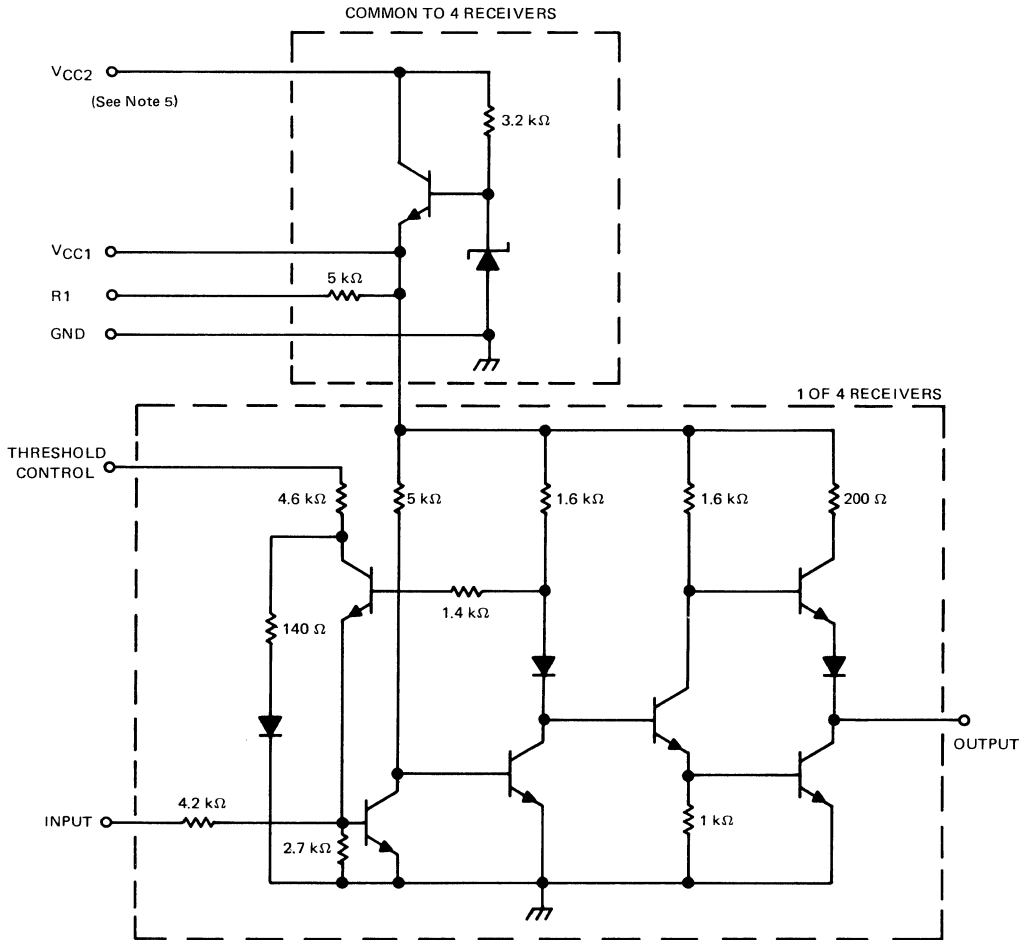 COMMON TO 4 RECEIVERS
VCC2
(See Note 5)
3.2 kΩ
VCC1
5 kΩ
R1
GND
1 OF 4 RECEIVERS
THRESHOLD
CONTROL
4.6 kΩ
5 kΩ
1.6 kΩ
1.6 kΩ
200 Ω
1.4 kΩ
140 Ω
OUTPUT
4.2 kΩ
INPUT
2.7 kΩ
1 kΩ